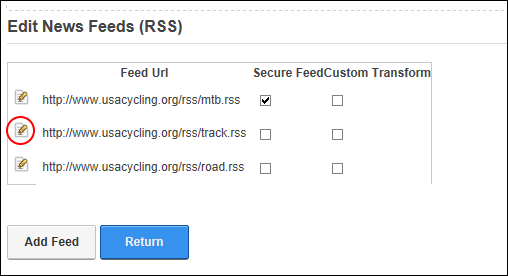 Edit News Feeds (RSS)
Feed Url Secure Feed Custom Transform
http://www.usacycling.org/rss/mtb.rss
http://www.usacycling.org/rss/track.rss
http://www.usacycling.org/rss/road.rss
Add Feed Return